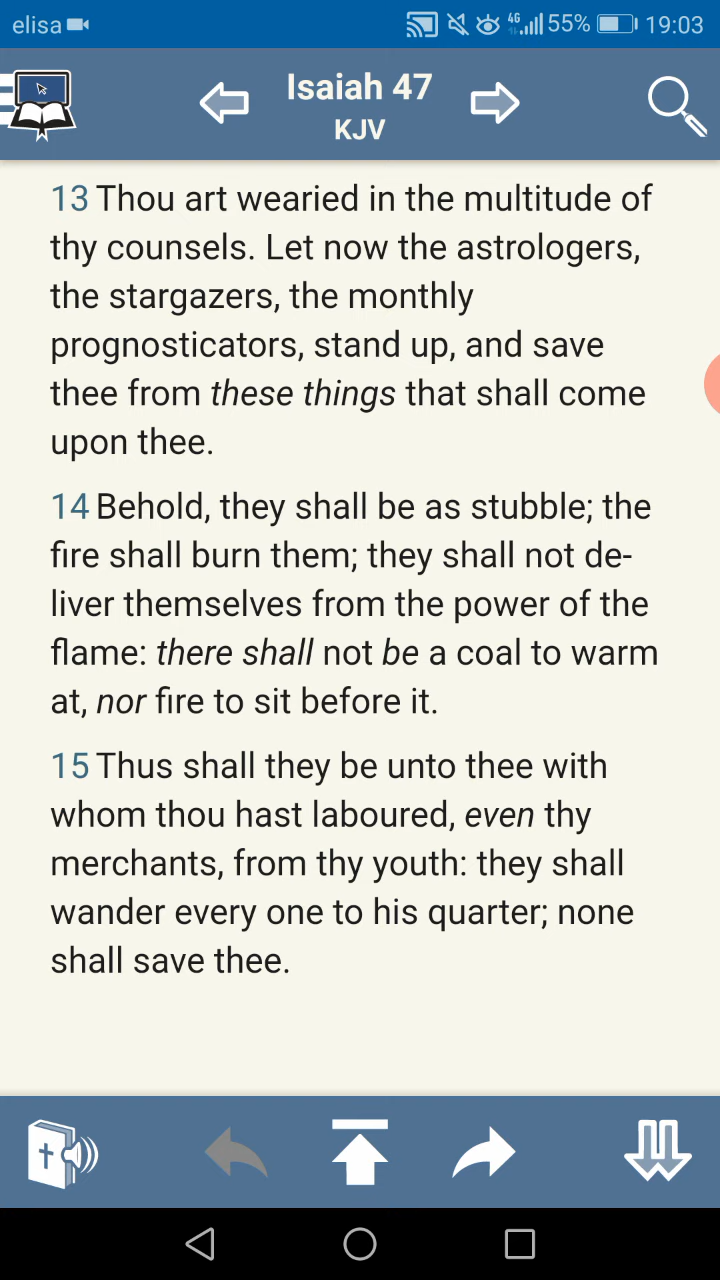 elisa 4G 55% 19:03
Isaiah 47
KJV
13 Thou art wearied in the multitude of
thy counsels. Let now the astrologers,
the stargazers, the monthly
prognosticators, stand up, and save
thee from these things that shall come
upon thee.
14 Behold, they shall be as stubble; the
fire shall burn them; they shall not de-
liver themselves from the power of the
flame: there shall not be a coal to warm
at, nor fire to sit before it.
15 Thus shall they be unto thee with
whom thou hast laboured, even thy
merchants, from thy youth: they shall
wander every one to his quarter; none
shall save thee.